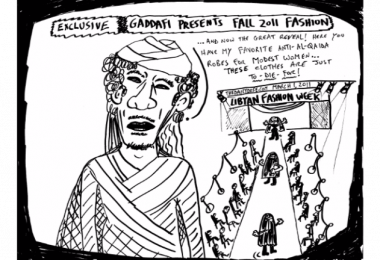 EXCLUSIVE GADDAFI PRESENTS FALL 2011 FASHION
...AND NOW THE GREAT REVEAL! HERE YOU
HAVE MY FAVORITE ANTI-AL-QAIDA
ROBES FOR MODEST WOMEN...
THESE CLOTHES ARE JUST
TO-DIE-FOR!
MARCH 1, 2011
LIBYAN FASHION WEEK